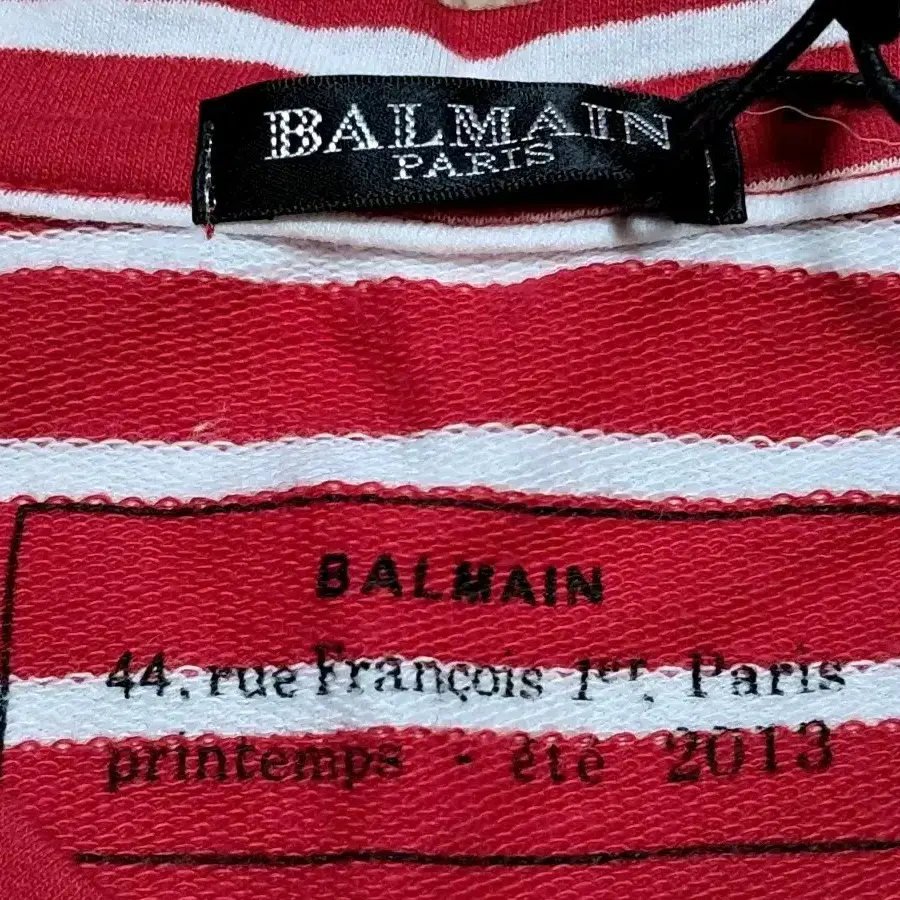 BALMAIN
PARIS
BALMAIN
44, rue François 1er, Paris
printemps - été 2013